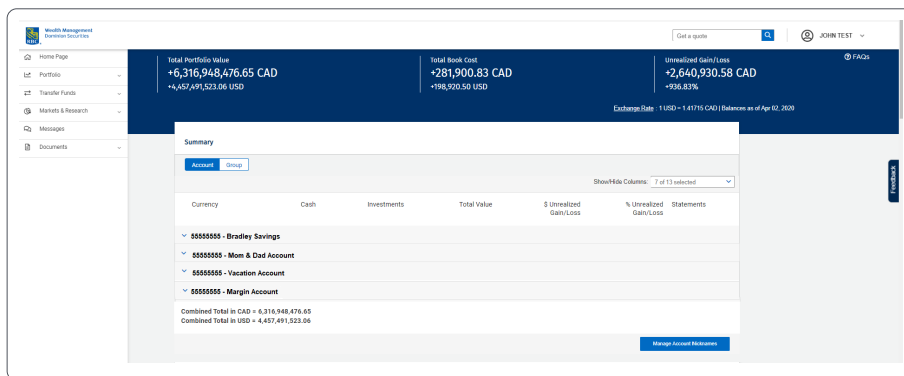 Wealth Management
Dominion Securities
RBC
Get a quote
JOHN TEST
Home Page
Portfolio
Transfer Funds
Markets & Research
Messages
Documents
Total Portfolio Value
+6,316,948,476.65 CAD
+4,457,491,523.06 USD
Total Book Cost
+281,900.83 CAD
+198,920.50 USD
Unrealized Gain/Loss
+2,640,930.58 CAD
+936.83%
FAQs
Exchange Rate : 1 USD = 1.41715 CAD | Balances as of Apr 02, 2020
Summary
Account Group
Show/Hide Columns: 7 of 13 selected
Currency Cash Investments Total Value $ Unrealized Gain/Loss % Unrealized Gain/Loss Statements
55555555 - Bradley Savings
55555555 - Mom & Dad Account
55555555 - Vacation Account
55555555 - Margin Account
Combined Total in CAD = 6,316,948,476.65
Combined Total in USD = 4,457,491,523.06
Manage Account Nicknames
Feedback